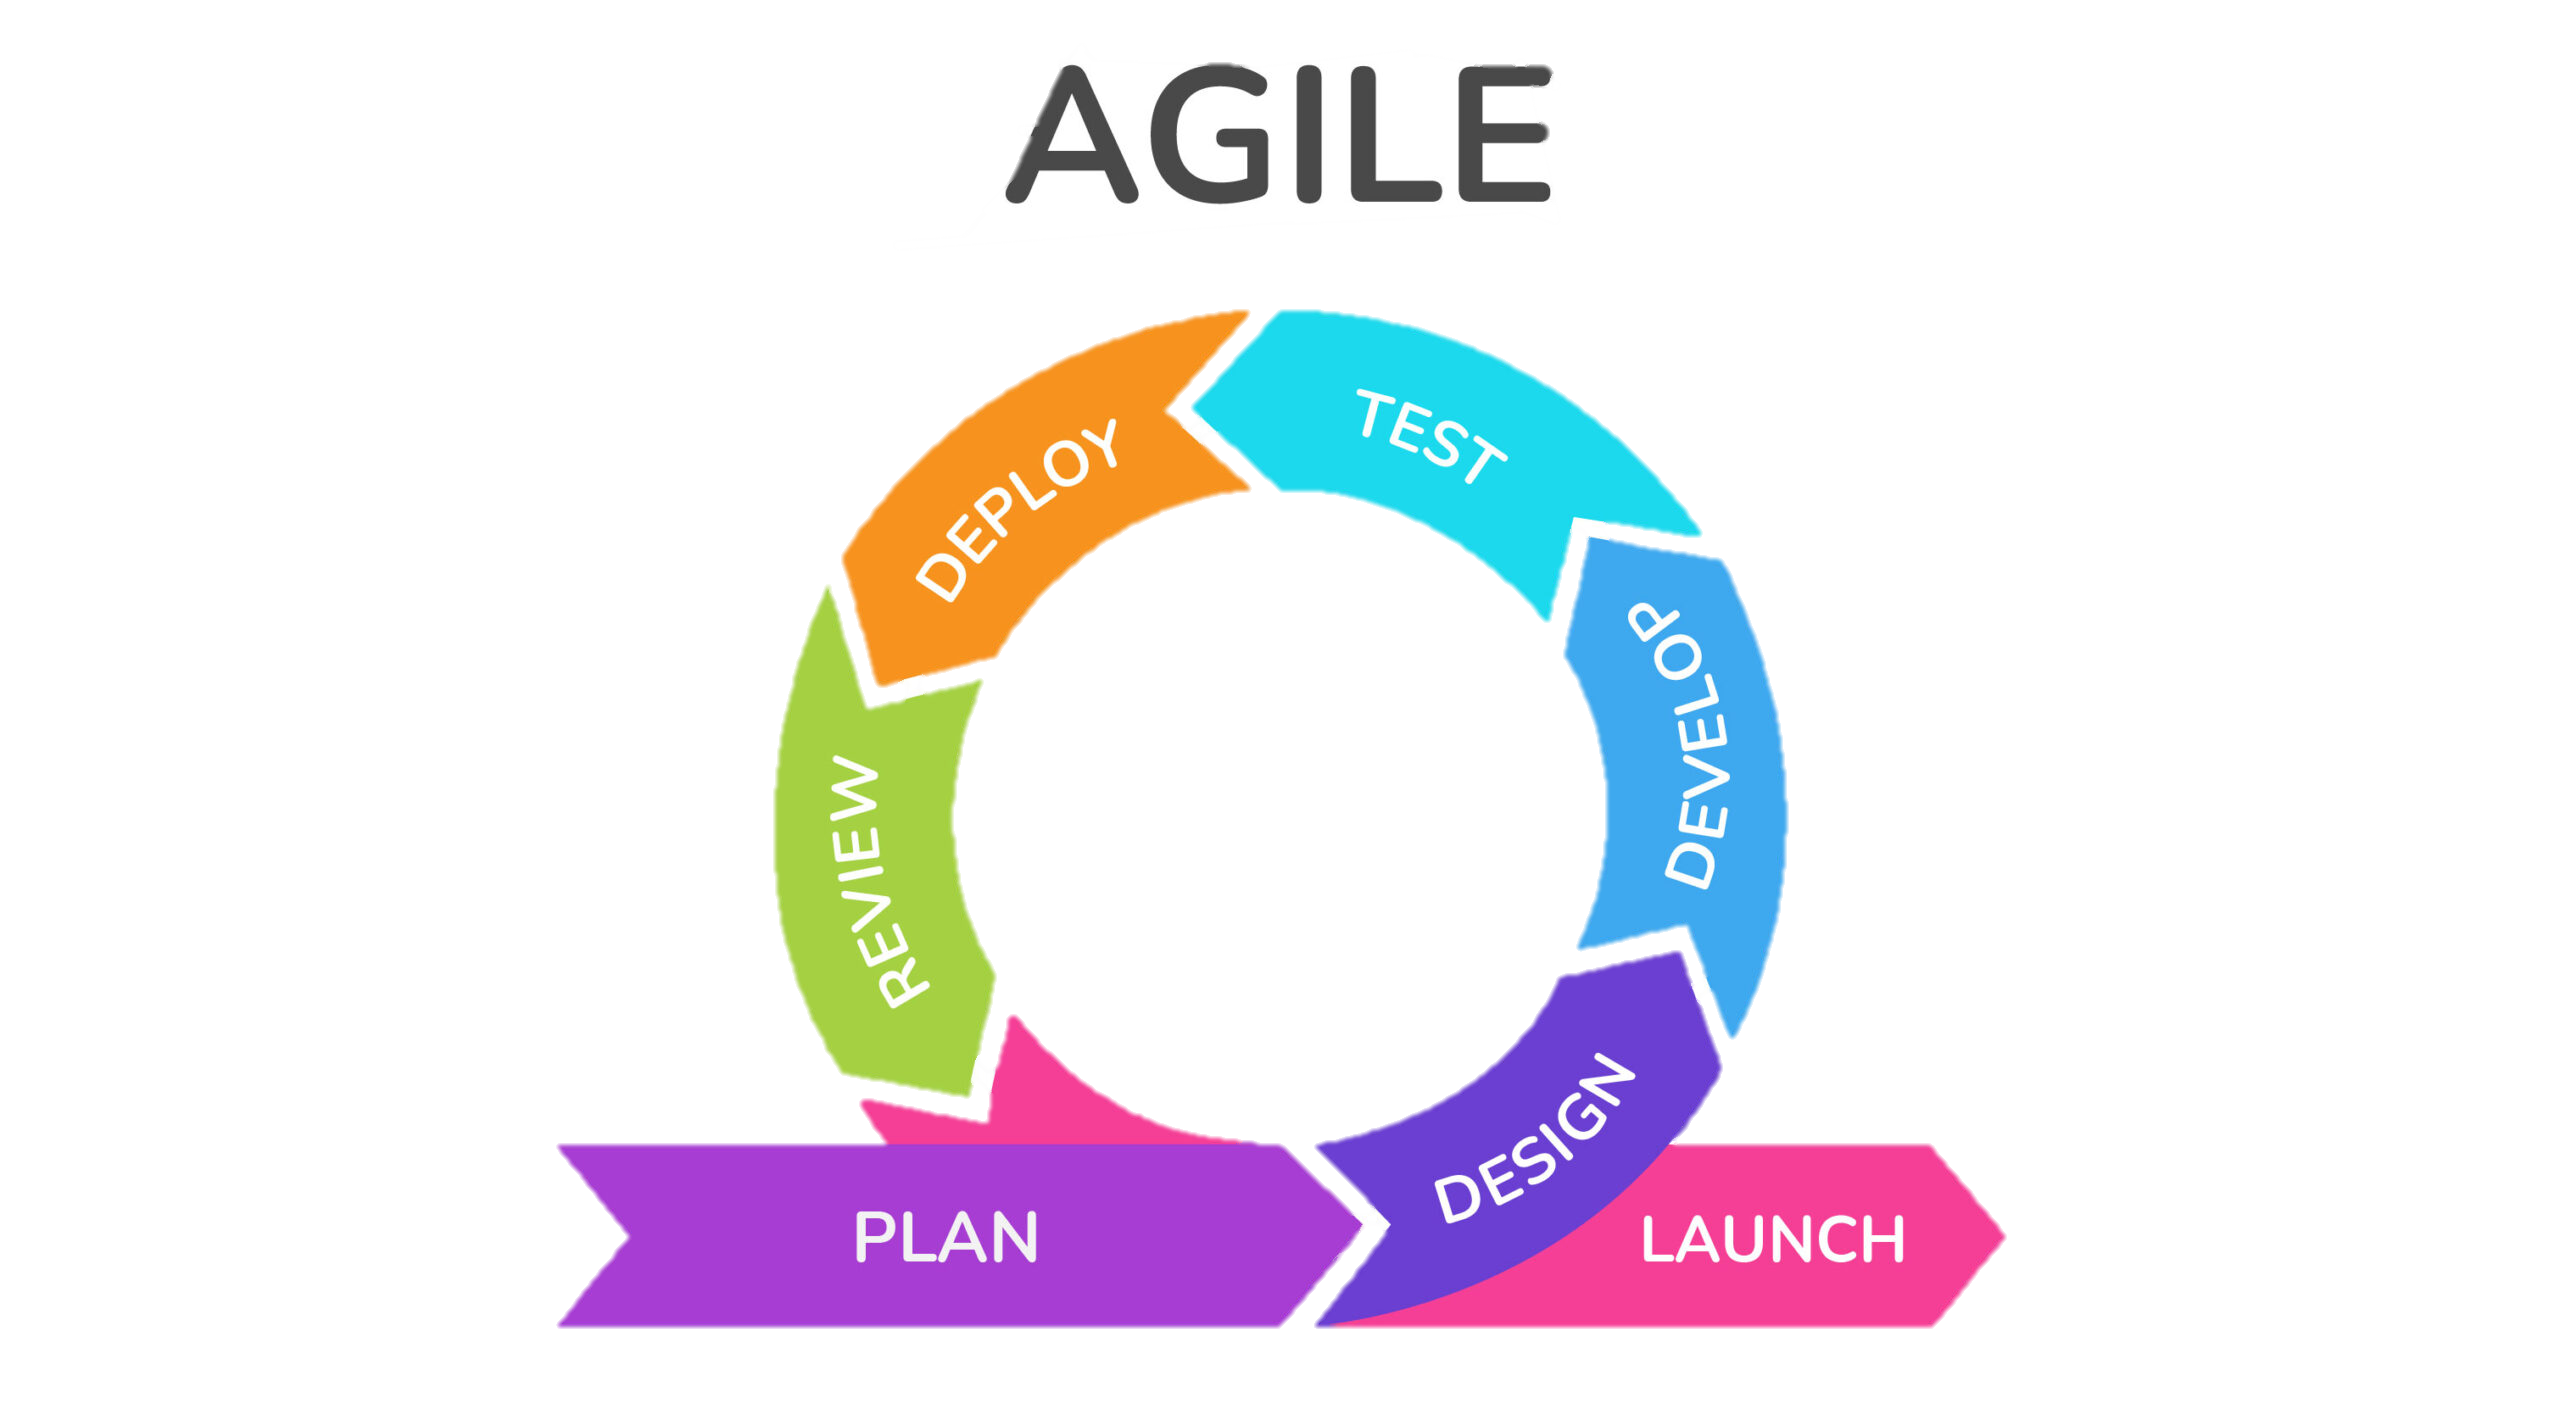 AGILE
PLAN
DESIGN
DEVELOP
TEST
DEPLOY
REVIEW
LAUNCH